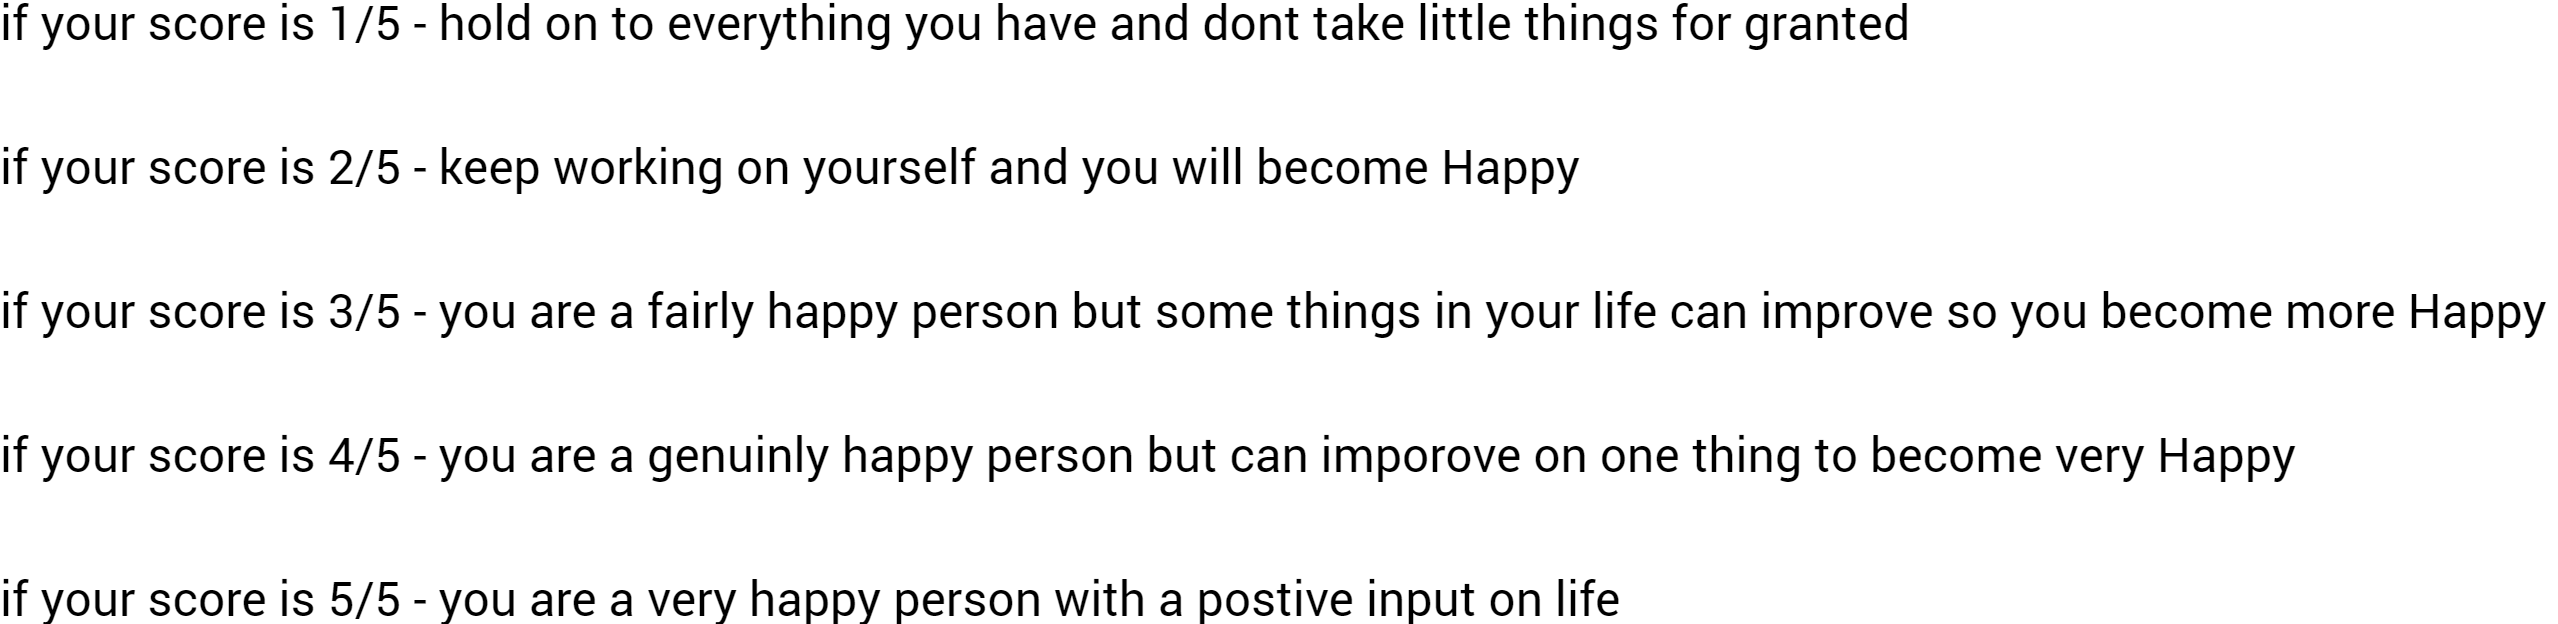 if your score is 1/5 - hold on to everything you have and dont take little things for granted
if your score is 2/5 - keep working on yourself and you will become Happy
if your score is 3/5 - you are a fairly happy person but some things in your life can improve so you become more Happy
if your score is 4/5 - you are a genuinly happy person but can imporove on one thing to become very Happy
if your score is 5/5 - you are a very happy person with a postive input on life